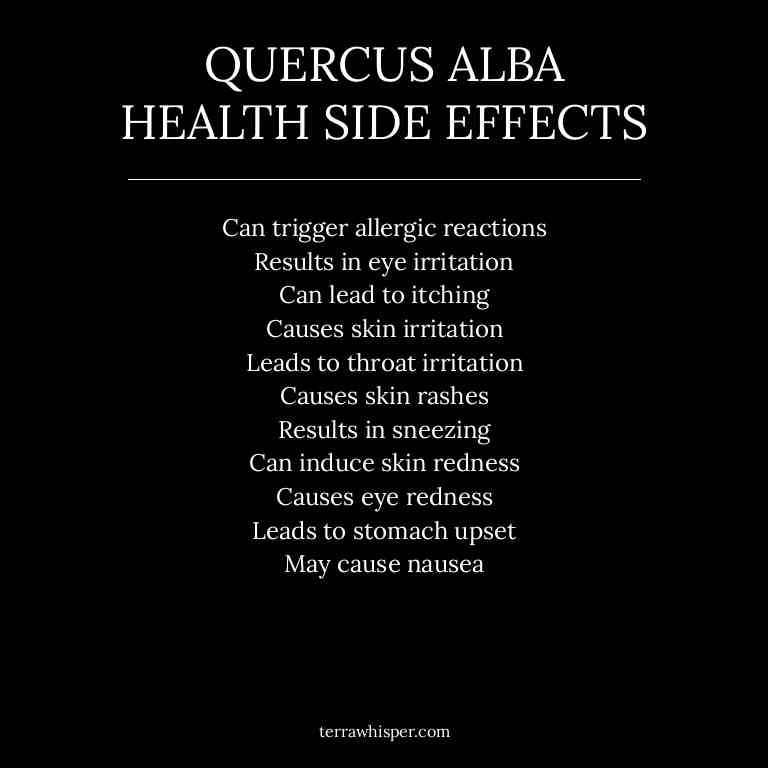 QUERCUS ALBA
HEALTH SIDE EFFECTS
Can trigger allergic reactions
Results in eye irritation
Can lead to itching
Causes skin irritation
Leads to throat irritation
Causes skin rashes
Results in sneezing
Can induce skin redness
Causes eye redness
Leads to stomach upset
May cause nausea
terrawhisper.com